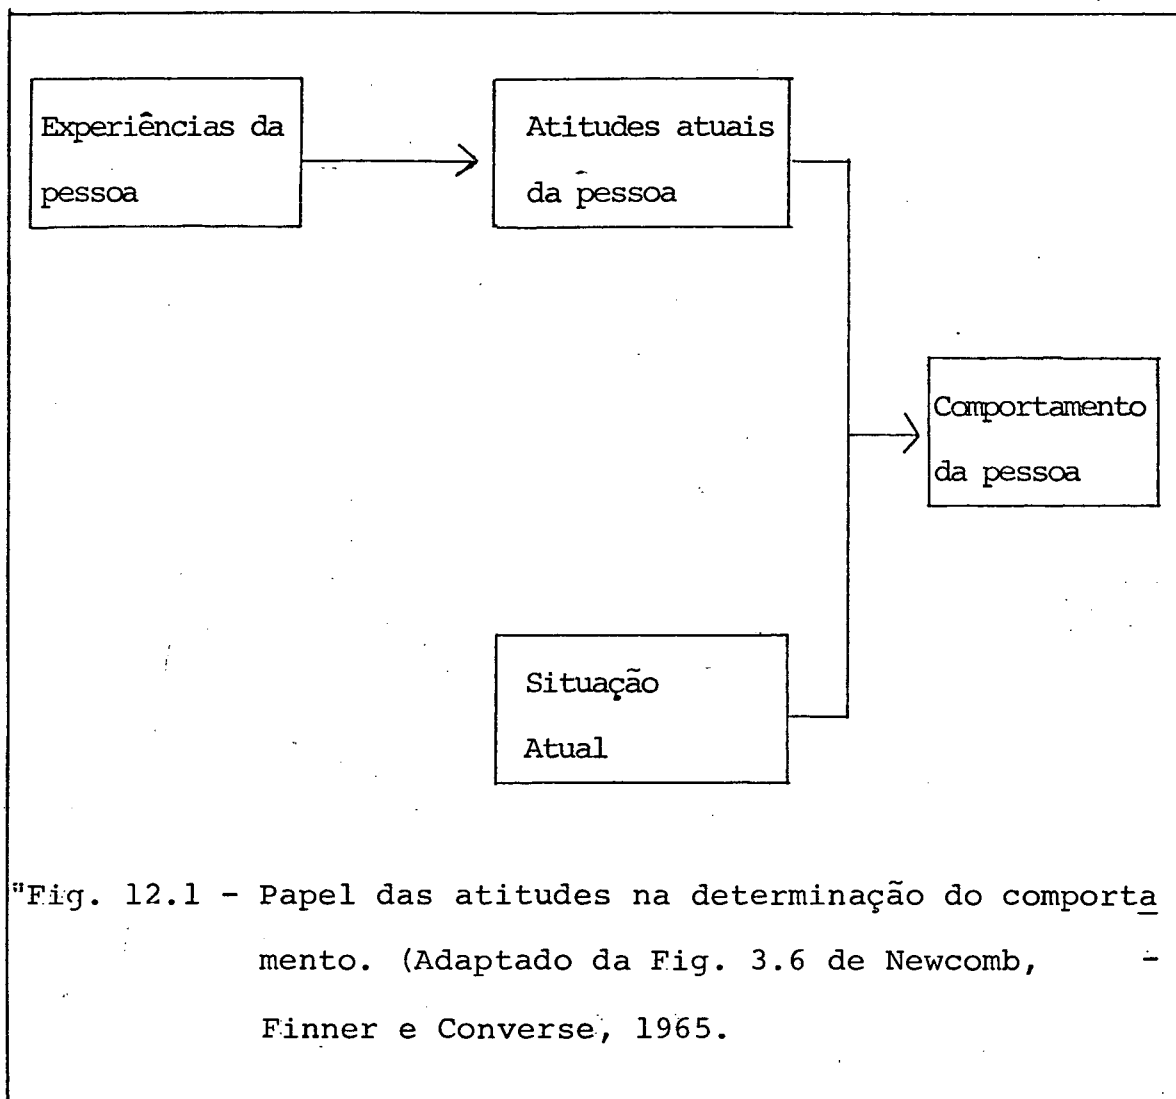 Experiências da
pessoa
Atitudes atuais
da pessoa
Comportamento
da pessoa
Situação
Atual
"Fig. 12.1 - Papel das atitudes na determinação do comporta
mento. (Adaptado da Fig. 3.6 de Newcomb, -
Finner e Converse, 1965.